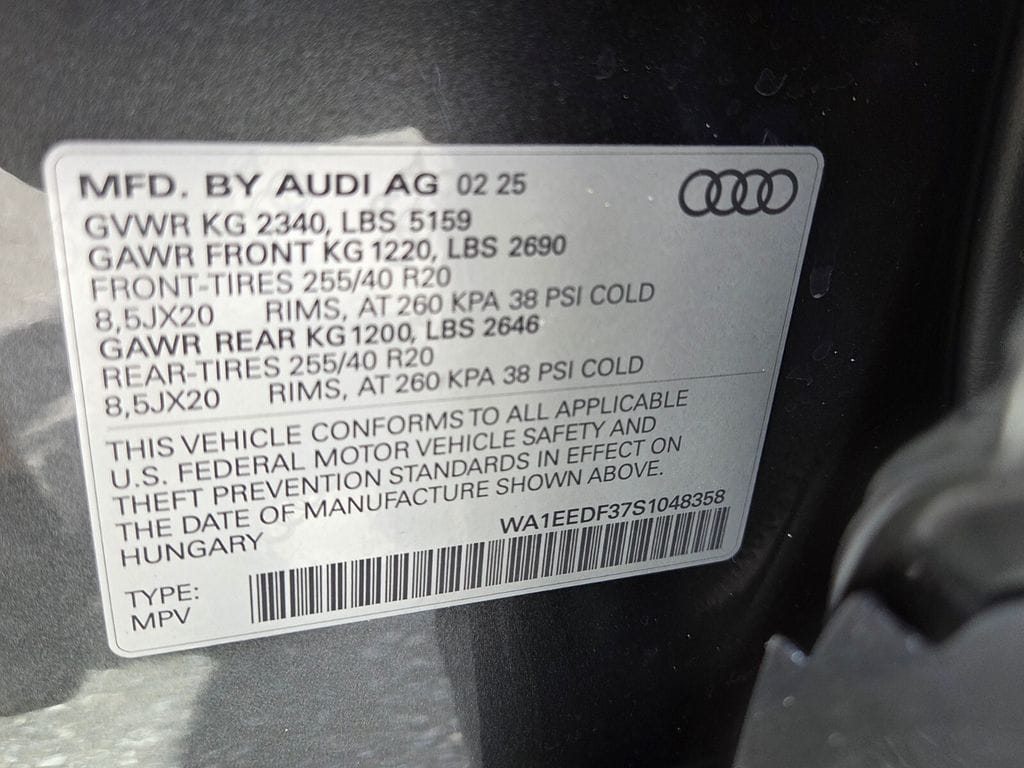 MFD. BY AUDI AG 02 25
GVWR KG 2340, LBS 5159
GAWR FRONT KG 1220, LBS 2690
FRONT-TIRES 255/40 R20
8,5JX20 RIMS, AT 260 KPA 38 PSI COLD
GAWR REAR KG 1200, LBS 2646
REAR-TIRES 255/40 R20
8,5JX20 RIMS, AT 260 KPA 38 PSI COLD
THIS VEHICLE CONFORMS TO ALL APPLICABLE
U.S. FEDERAL MOTOR VEHICLE SAFETY AND
THEFT PREVENTION STANDARDS IN EFFECT ON
THE DATE OF MANUFACTURE SHOWN ABOVE.
HUNGARY WA1EEDF37S1048358
TYPE:
MPV